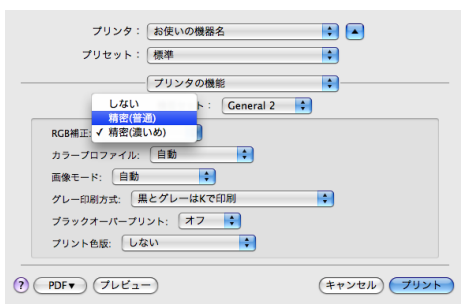 プリンタ： お使いの機器名
プリセット： 標準
プリンタの機能
しない
ト： General 2
精密(普通)
RGB補正: ✓ 精密(濃いめ)
カラープロファイル: 自動
画像モード: 自動
グレー印刷方式: 黒とグレーはKで印刷
ブラックオーバープリント: オフ
プリント色版: しない
? PDF▼ プレビュー キャンセル プリント